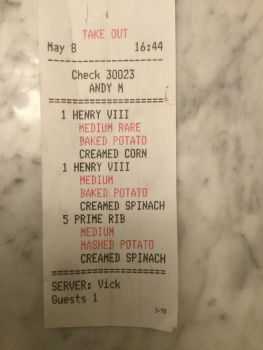 TAKE OUT
May 8 16:44
Check 30023
ANDY M
1 HENRY VIII
MEDIUM RARE
BAKED POTATO
CREAMED CORN
1 HENRY VIII
MEDIUM
BAKED POTATO
CREAMED SPINACH
5 PRIME RIB
MEDIUM
MASHED POTATO
CREAMED SPINACH
SERVER: Vick
Guests 1